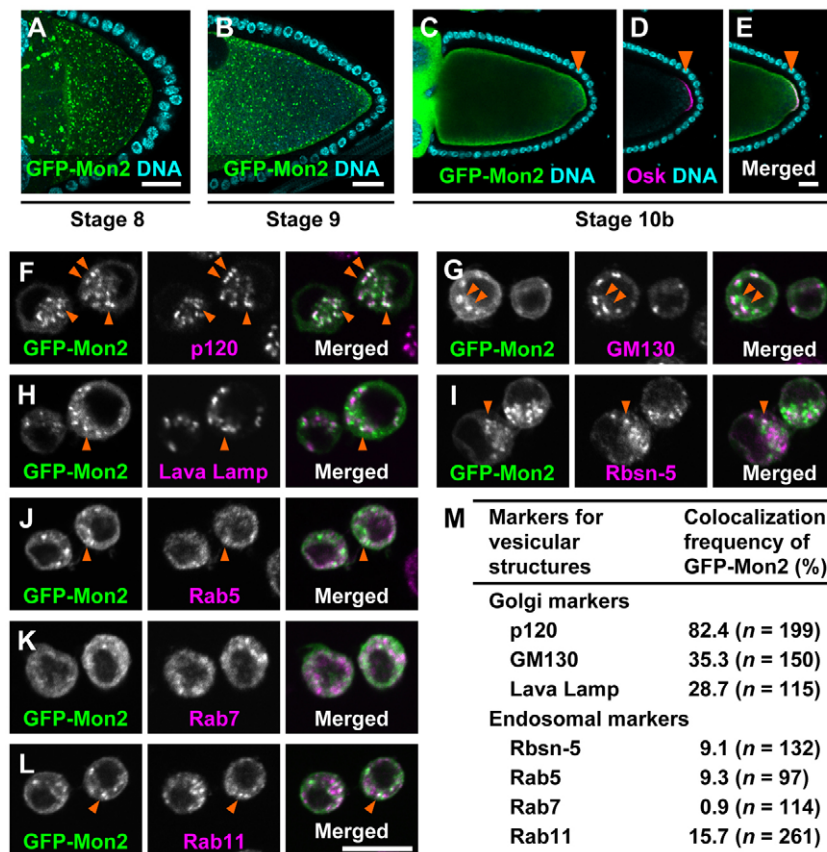 A B C D E
GFP-Mon2 DNA GFP-Mon2 DNA GFP-Mon2 DNA Osk DNA Merged
Stage 8 Stage 9 Stage 10b
F G
GFP-Mon2 p120 Merged GFP-Mon2 GM130 Merged
H I
GFP-Mon2 Lava Lamp Merged GFP-Mon2 Rbsn-5 Merged
J
GFP-Mon2 Rab5 Merged
K
GFP-Mon2 Rab7 Merged
L
GFP-Mon2 Rab11 Merged
M Markers for vesicular structures Colocalization frequency of GFP-Mon2 (%)
Golgi markers
p120 82.4 (n = 199)
GM130 35.3 (n = 150)
Lava Lamp 28.7 (n = 115)
Endosomal markers
Rbsn-5 9.1 (n = 132)
Rab5 9.3 (n = 97)
Rab7 0.9 (n = 114)
Rab11 15.7 (n = 261)